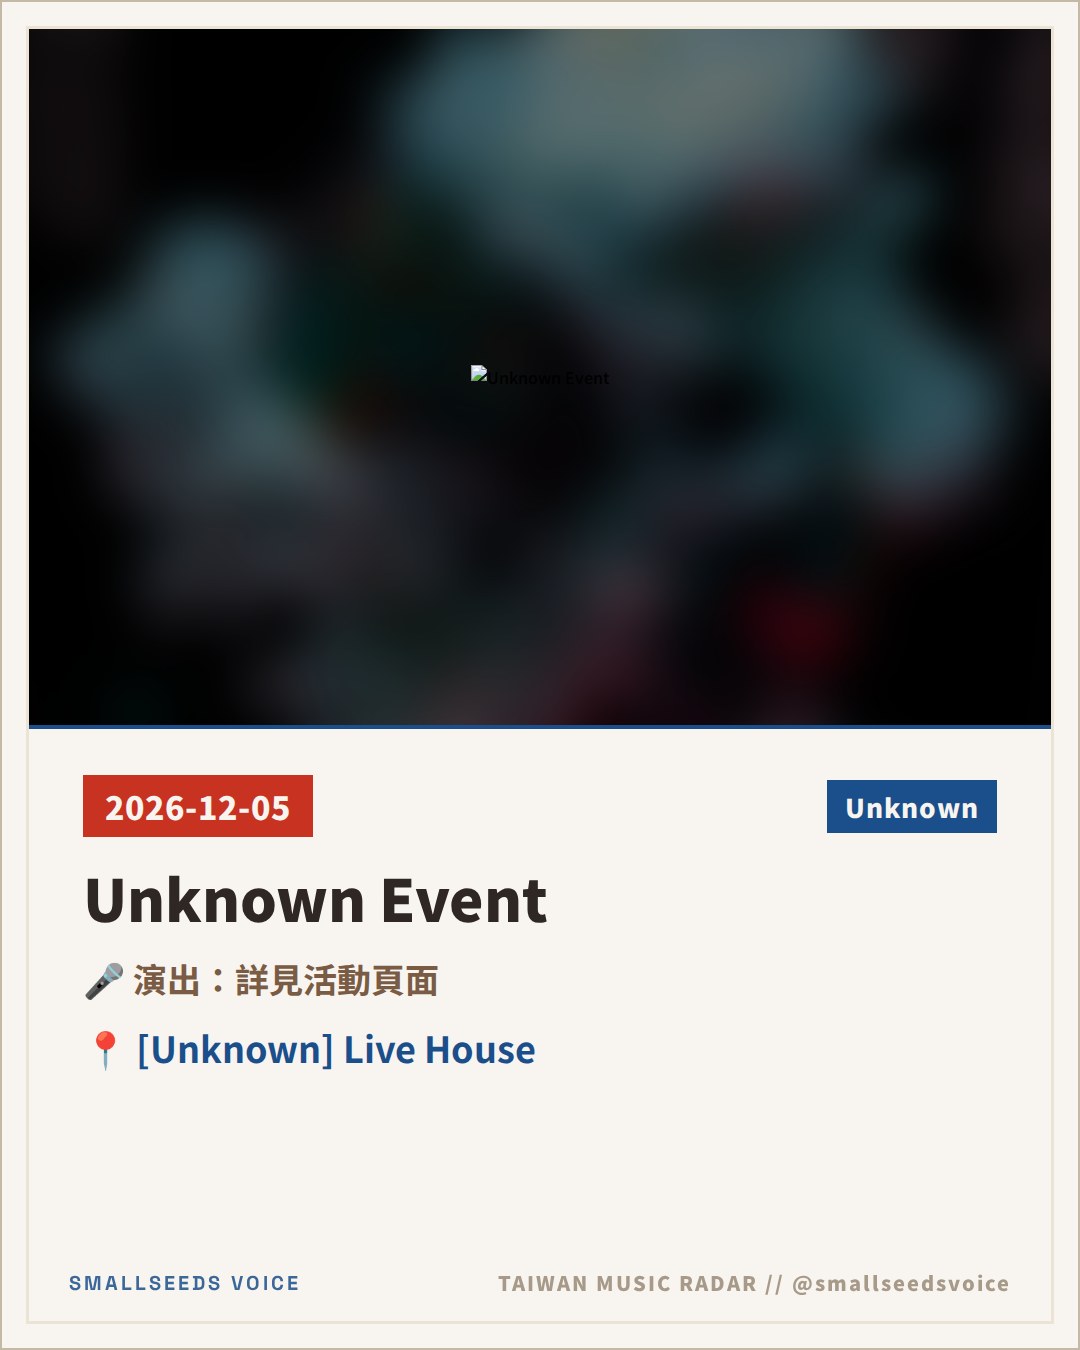 Unknown Event
2026-12-05
Unknown
Unknown Event
🎤 演出：詳見活動頁面
📍 [Unknown] Live House
SMALLSEEDS VOICE
TAIWAN MUSIC RADAR // @smallseedsvoice